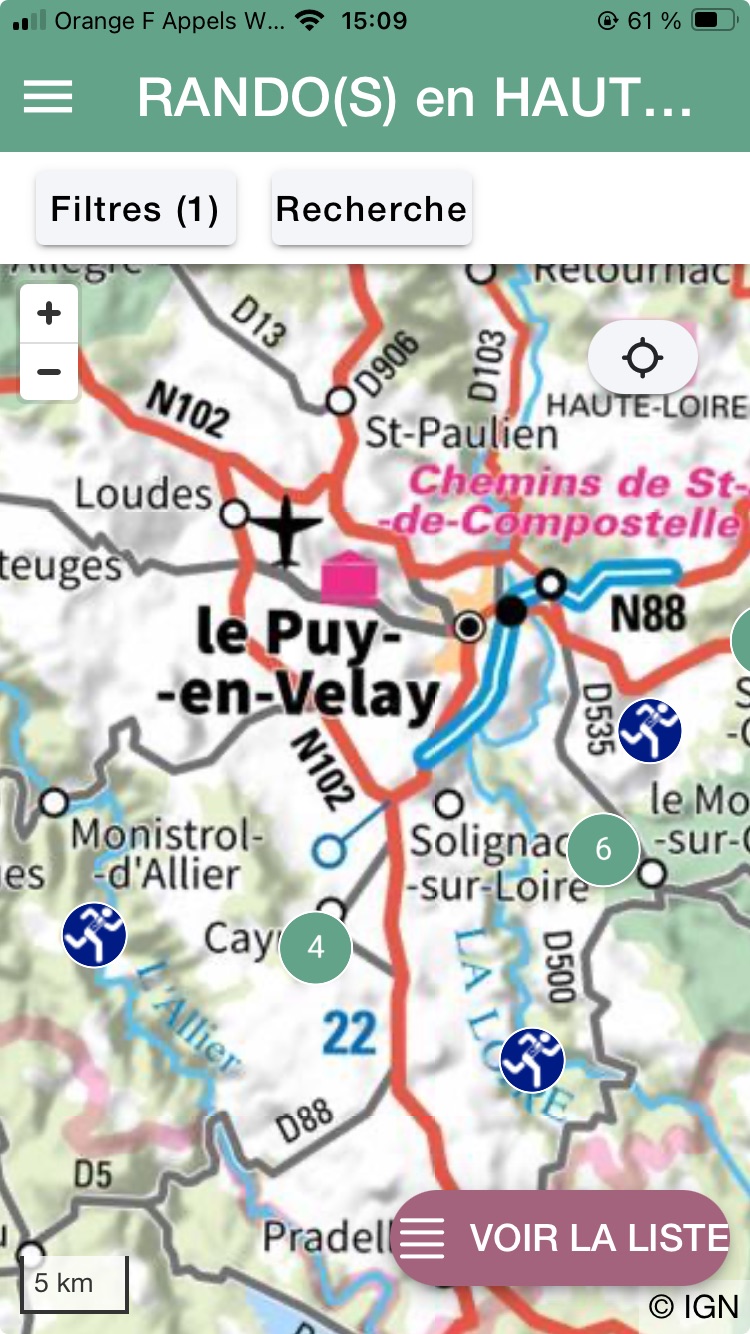 Orange F Appels W... 15:09 61 %
RANDO(S) en HAUT...
Filtres (1) Recherche
Allègre
Retournac
+
D13
D906
D103
−
N102
HAUTE-LOIRE
St-Paulien
Chemins de St-
-de-Compostelle
Loudes
teuges
N88
le Puy-
-en-Velay
D535
N102
le Mo
-sur-
Monistrol-
-d'Allier
Solignac
-sur-Loire
6
es
Cay
4
D500
L'Allier
LA LOIRE
22
D88
D5
Pradell
VOIR LA LISTE
5 km
© IGN